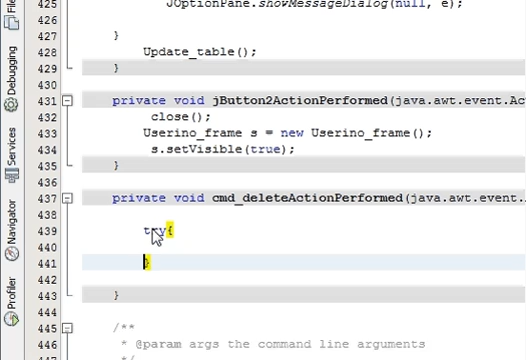 425 JOptionPane.showMessageDialog(null, e);
426
427 }
428 Update_table();
429 }
430
431 private void jButton2ActionPerformed(java.awt.event.Ac
432 close();
433 Userino_frame s = new Userino_frame();
434 s.setVisible(true);
435 }
436
437 private void cmd_deleteActionPerformed(java.awt.event.
438
439 try{
440
441 }
442
443 }
444
445 /**
446 * @param args the command line arguments
447 */
File
Debugging
Services
Navigator
Profiler